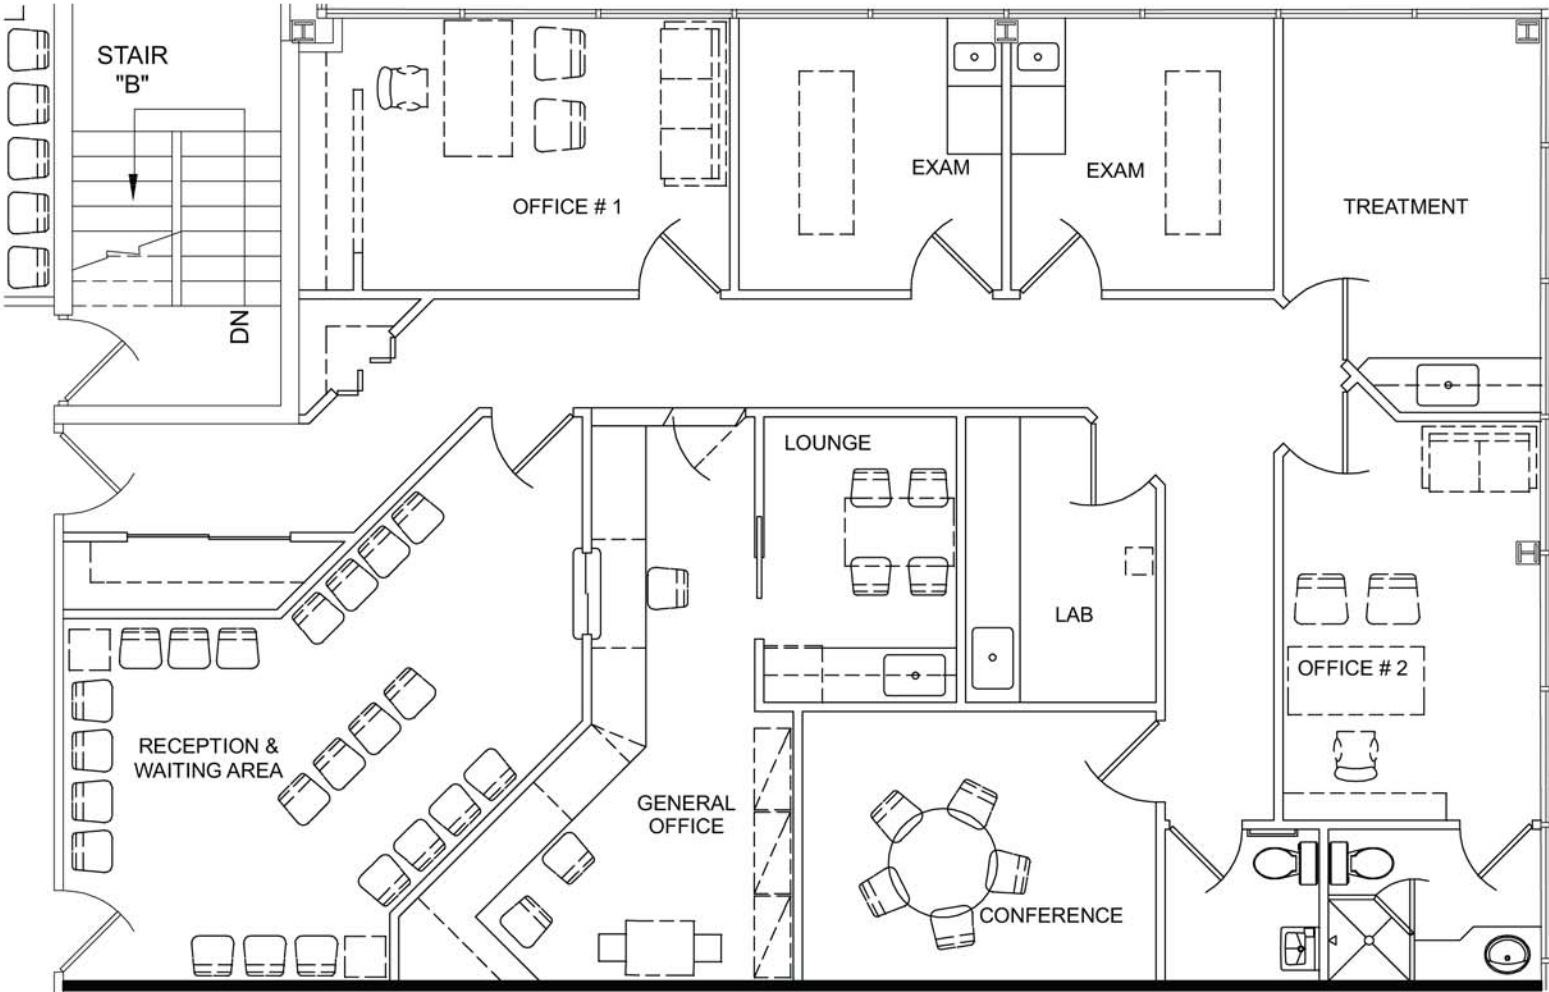 STAIR
"B"
DN
OFFICE # 1
EXAM
EXAM
TREATMENT
LOUNGE
LAB
OFFICE # 2
RECEPTION &
WAITING AREA
GENERAL
OFFICE
CONFERENCE